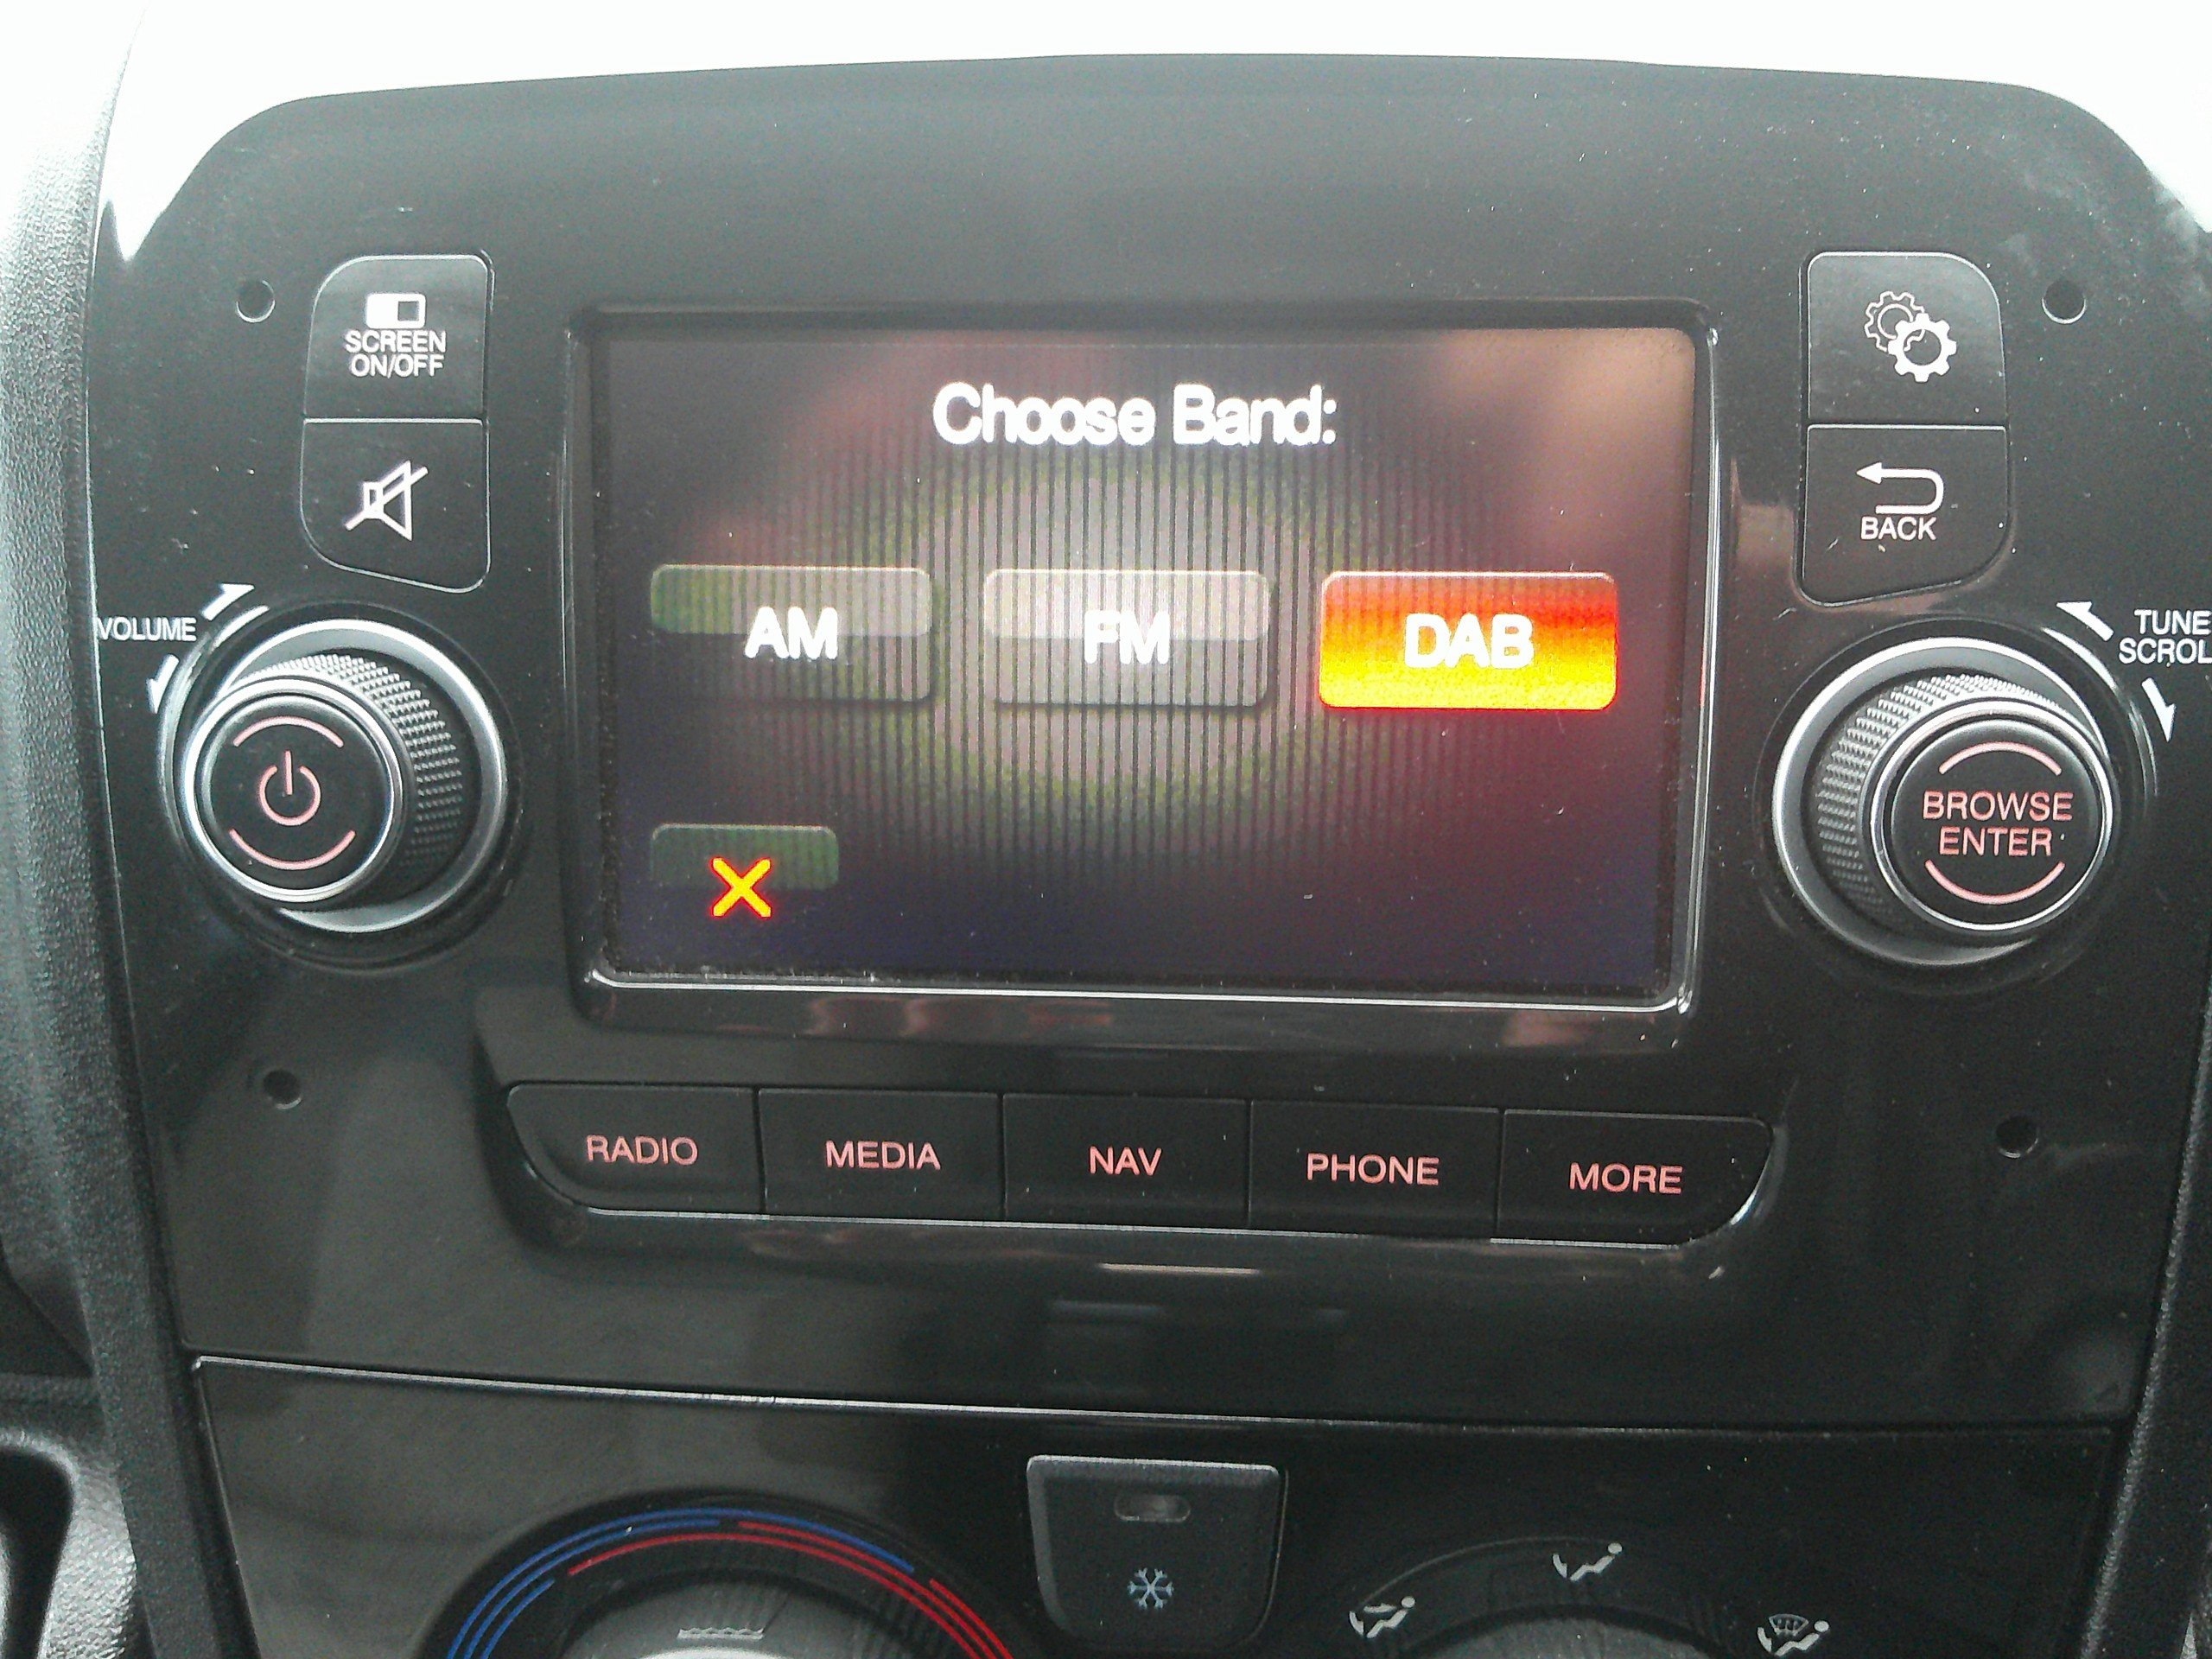 SCREEN
ON/OFF
Choose Band:
BACK
VOLUME
AM
FM
DAB
TUNE
SCROL
BROWSE
ENTER
RADIO
MEDIA
NAV
PHONE
MORE